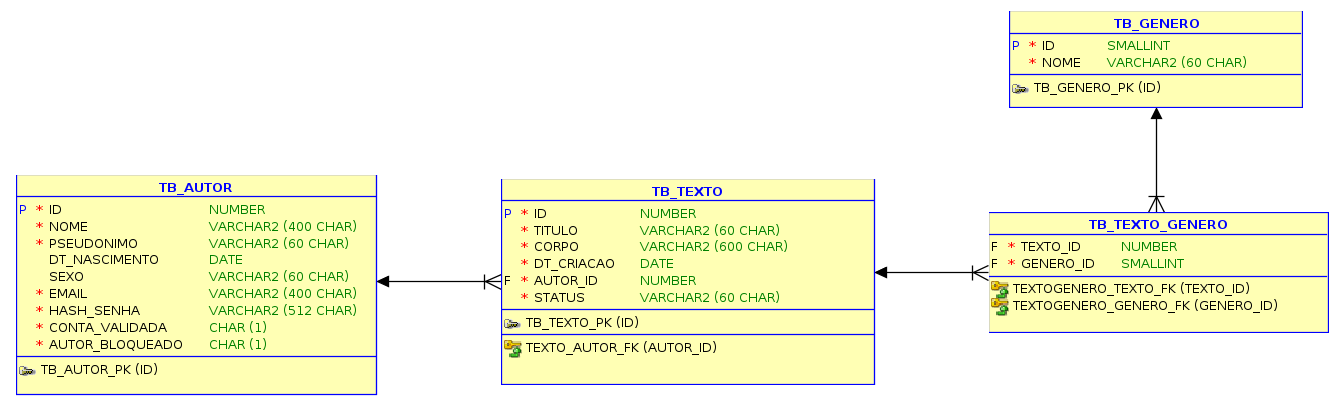 TB_GENERO
P * ID SMALLINT
* NOME VARCHAR2 (60 CHAR)
TB_GENERO_PK (ID)
TB_AUTOR
P * ID NUMBER
* NOME VARCHAR2 (400 CHAR)
* PSEUDONIMO VARCHAR2 (60 CHAR)
DT_NASCIMENTO DATE
SEXO VARCHAR2 (60 CHAR)
* EMAIL VARCHAR2 (400 CHAR)
* HASH_SENHA VARCHAR2 (512 CHAR)
* CONTA_VALIDADA CHAR (1)
* AUTOR_BLOQUEADO CHAR (1)
TB_AUTOR_PK (ID)
TB_TEXTO
P * ID NUMBER
* TITULO VARCHAR2 (60 CHAR)
* CORPO VARCHAR2 (600 CHAR)
* DT_CRIACAO DATE
F * AUTOR_ID NUMBER
* STATUS VARCHAR2 (60 CHAR)
TB_TEXTO_PK (ID)
TEXTO_AUTOR_FK (AUTOR_ID)
TB_TEXTO_GENERO
F * TEXTO_ID NUMBER
F * GENERO_ID SMALLINT
TEXTOGENERO_TEXTO_FK (TEXTO_ID)
TEXTOGENERO_GENERO_FK (GENERO_ID)